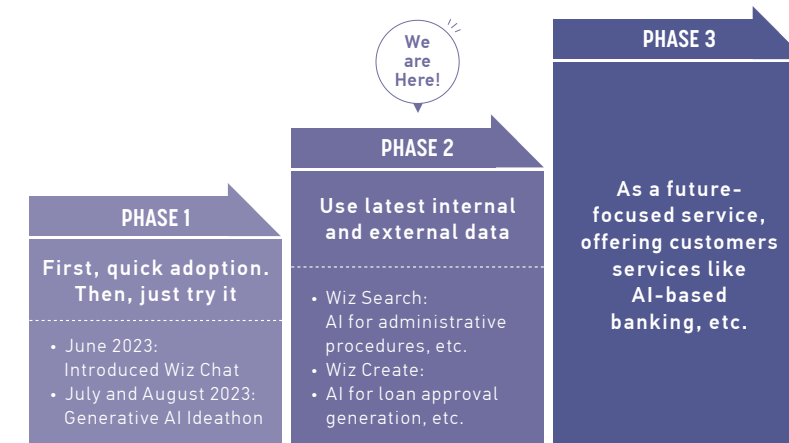 We
are
Here!
PHASE 1
First, quick adoption.
Then, just try it
• June 2023:
Introduced Wiz Chat
• July and August 2023:
Generative AI Ideathon
PHASE 2
Use latest internal
and external data
• Wiz Search:
AI for administrative
procedures, etc.
• Wiz Create:
• AI for loan approval
generation, etc.
PHASE 3
As a future-
focused service,
offering customers
services like
AI-based
banking, etc.